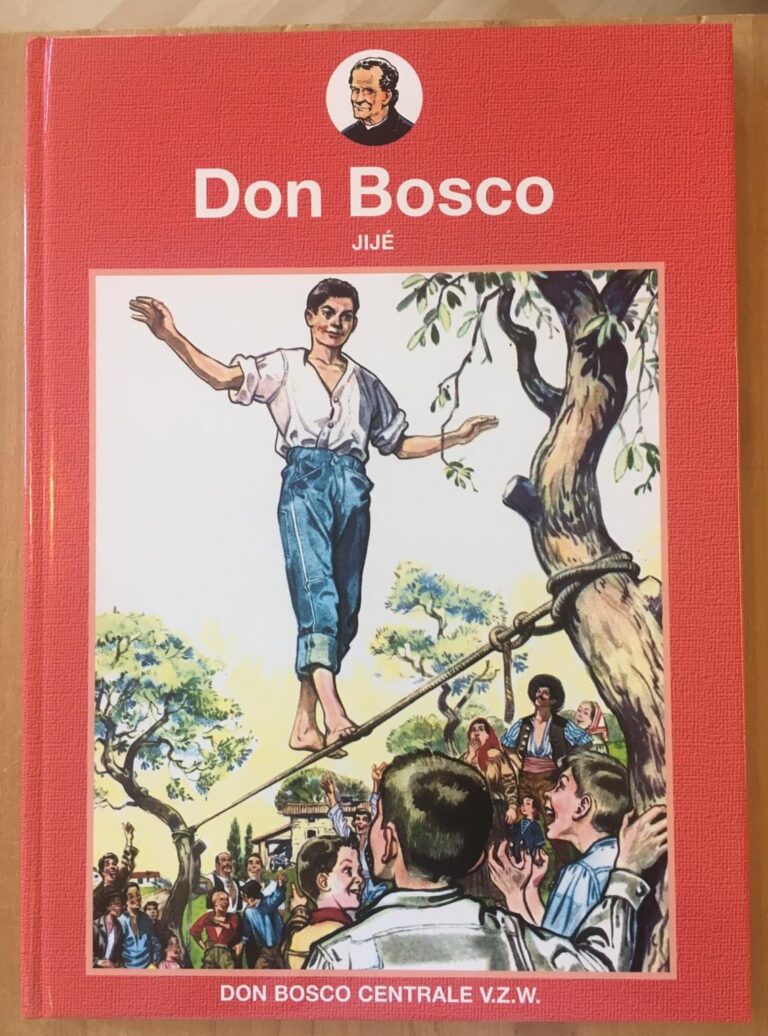 Don Bosco
JIJÉ
DON BOSCO CENTRALE V.Z.W.